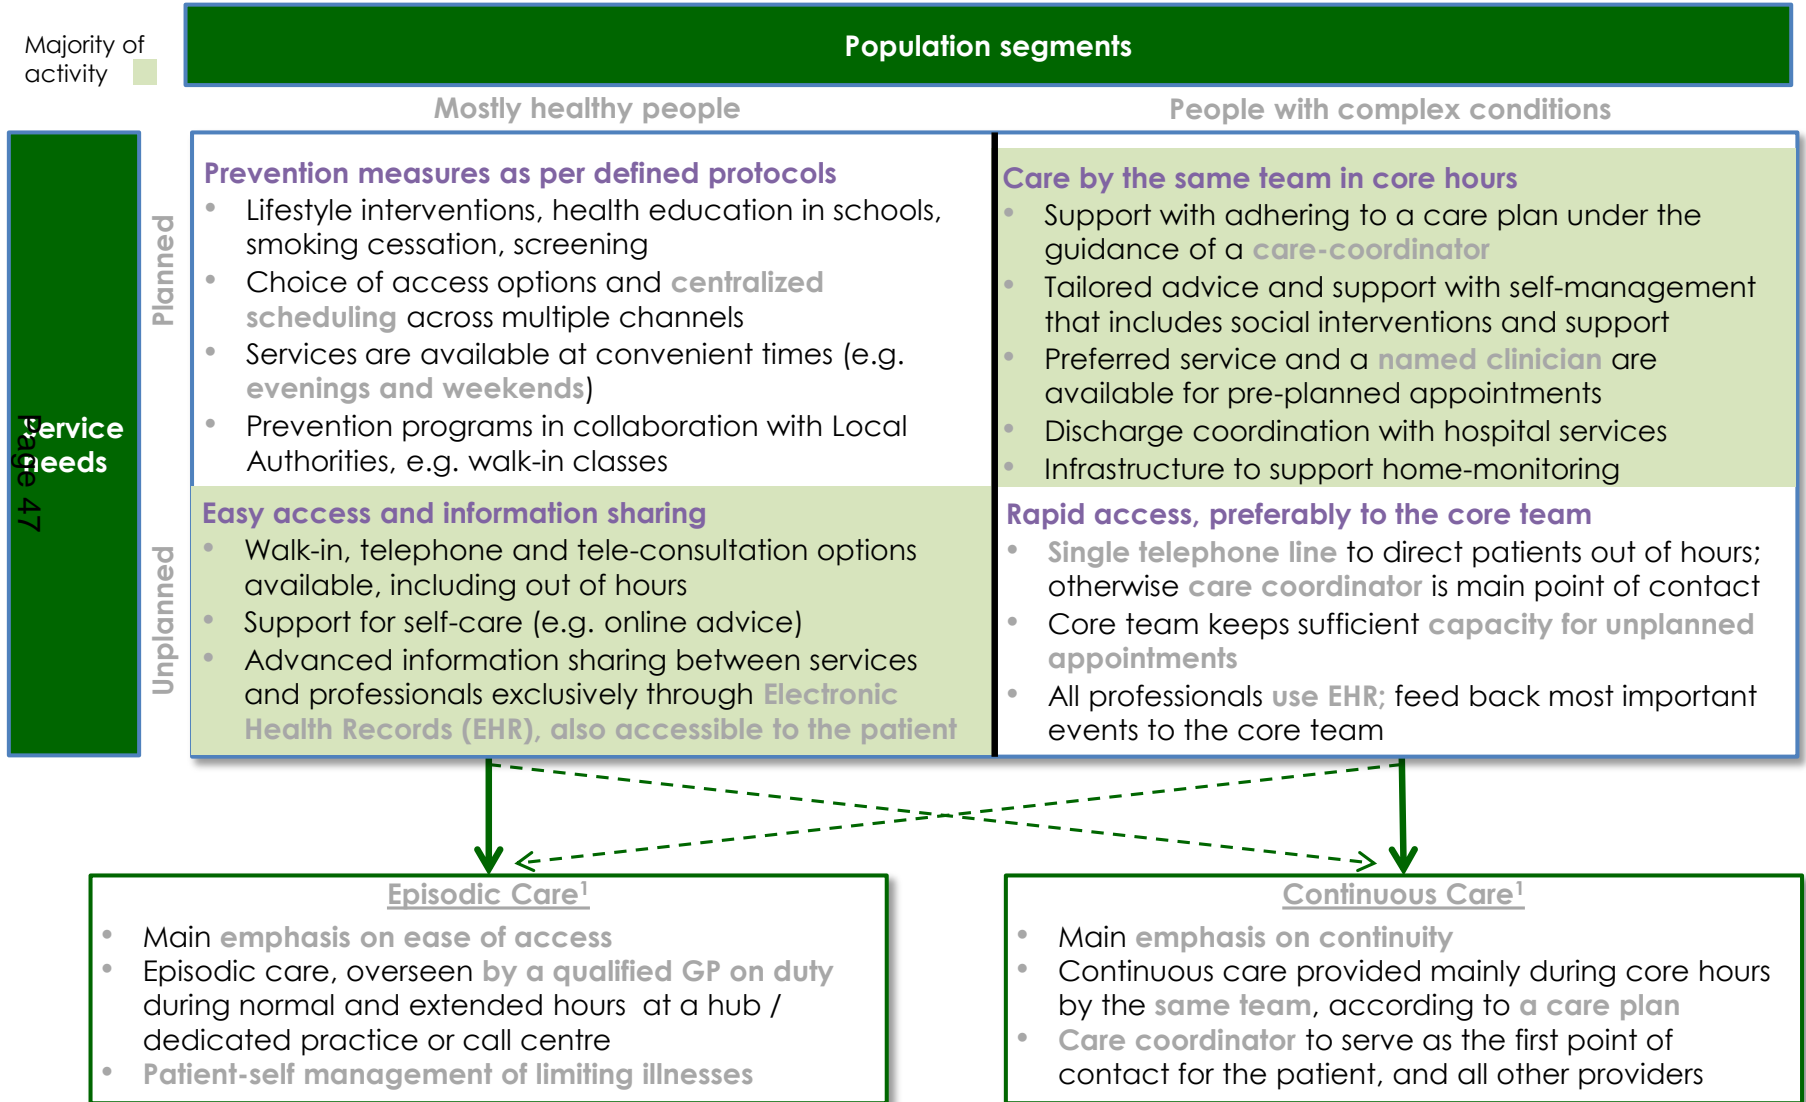 Majority of
activity
Population segments
Mostly healthy people
People with complex conditions
Service
needs
Page 47
Planned
Prevention measures as per defined protocols
• Lifestyle interventions, health education in schools,
smoking cessation, screening
• Choice of access options and centralized
scheduling across multiple channels
• Services are available at convenient times (e.g.
evenings and weekends)
• Prevention programs in collaboration with Local
Authorities, e.g. walk-in classes
Care by the same team in core hours
• Support with adhering to a care plan under the
guidance of a care-coordinator
• Tailored advice and support with self-management
that includes social interventions and support
• Preferred service and a named clinician are
available for pre-planned appointments
• Discharge coordination with hospital services
• Infrastructure to support home-monitoring
Unplanned
Easy access and information sharing
• Walk-in, telephone and tele-consultation options
available, including out of hours
• Support for self-care (e.g. online advice)
• Advanced information sharing between services
and professionals exclusively through Electronic
Health Records (EHR), also accessible to the patient
Rapid access, preferably to the core team
• Single telephone line to direct patients out of hours;
otherwise care coordinator is main point of contact
• Core team keeps sufficient capacity for unplanned
appointments
• All professionals use EHR; feed back most important
events to the core team
Episodic Care¹
• Main emphasis on ease of access
• Episodic care, overseen by a qualified GP on duty
during normal and extended hours at a hub /
dedicated practice or call centre
• Patient-self management of limiting illnesses
Continuous Care¹
• Main emphasis on continuity
• Continuous care provided mainly during core hours
by the same team, according to a care plan
• Care coordinator to serve as the first point of
contact for the patient, and all other providers